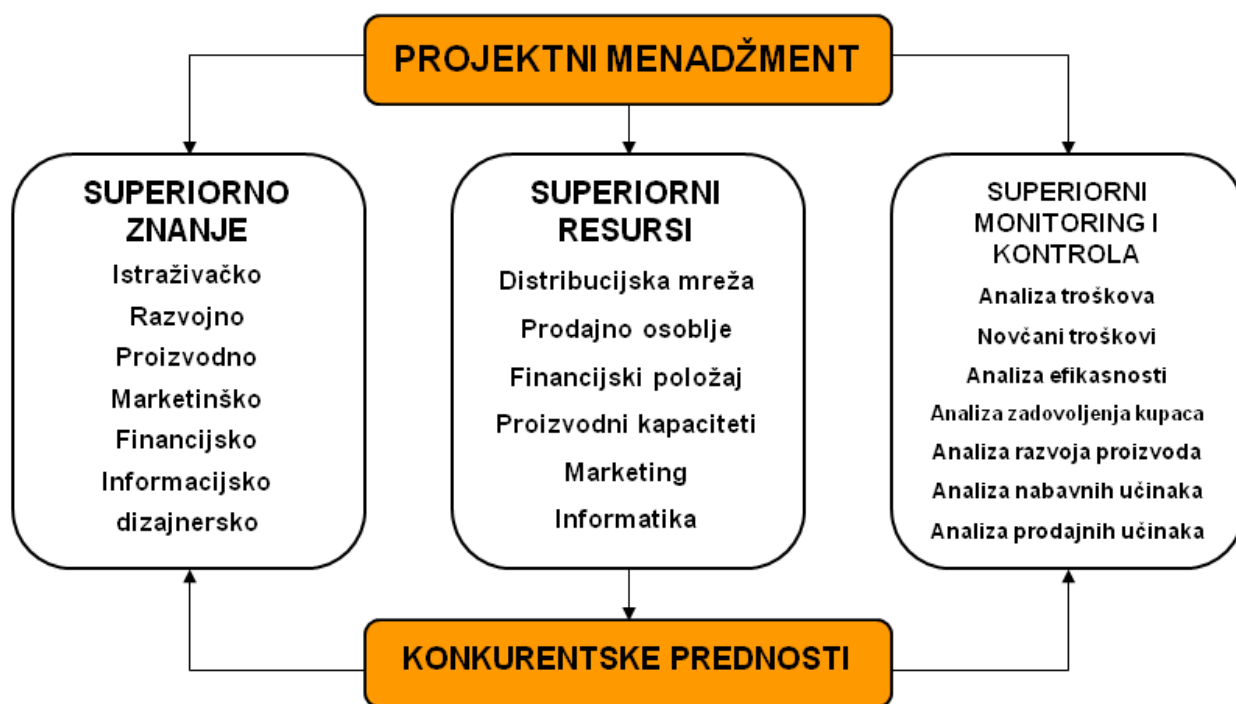 PROJEKTNI MENADŽMENT
SUPERIORNO
ZNANJE
Istraživačko
Razvojno
Proizvodno
Marketinško
Financijsko
Informacijsko
dizajnersko
SUPERIORNI
RESURSI
Distribucijska mreža
Prodajno osoblje
Financijski položaj
Proizvodni kapaciteti
Marketing
Informatika
SUPERIORNI
MONITORING I
KONTROLA
Analiza troškova
Novčani troškovi
Analiza efikasnosti
Analiza zadovoljenja kupaca
Analiza razvoja proizvoda
Analiza nabavnih učinaka
Analiza prodajnih učinaka
KONKURENTSKE PREDNOSTI